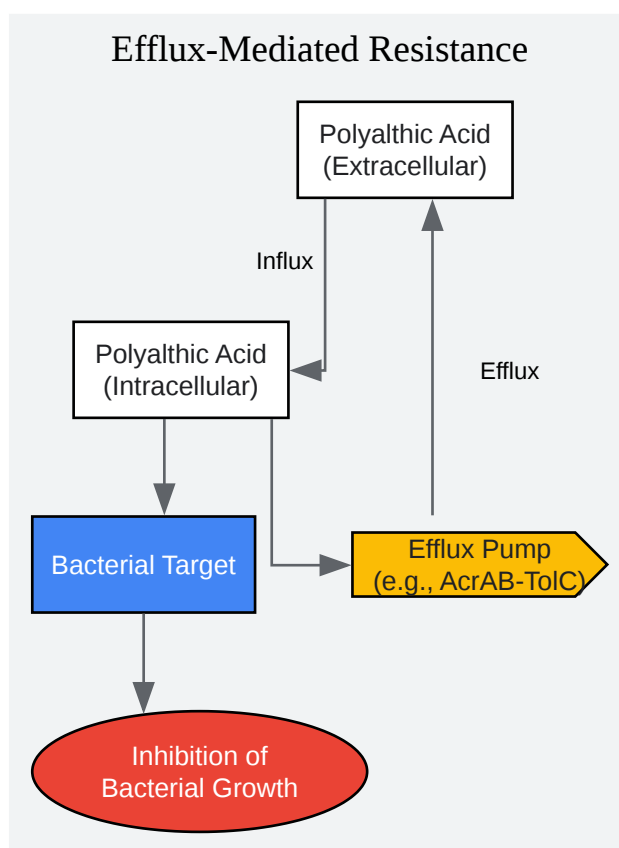 Efflux-Mediated Resistance
Polyalthic Acid
(Extracellular)
Influx
Polyalthic Acid
(Intracellular)
Efflux
Bacterial Target
Efflux Pump
(e.g., AcrAB-TolC)
Inhibition of
Bacterial Growth